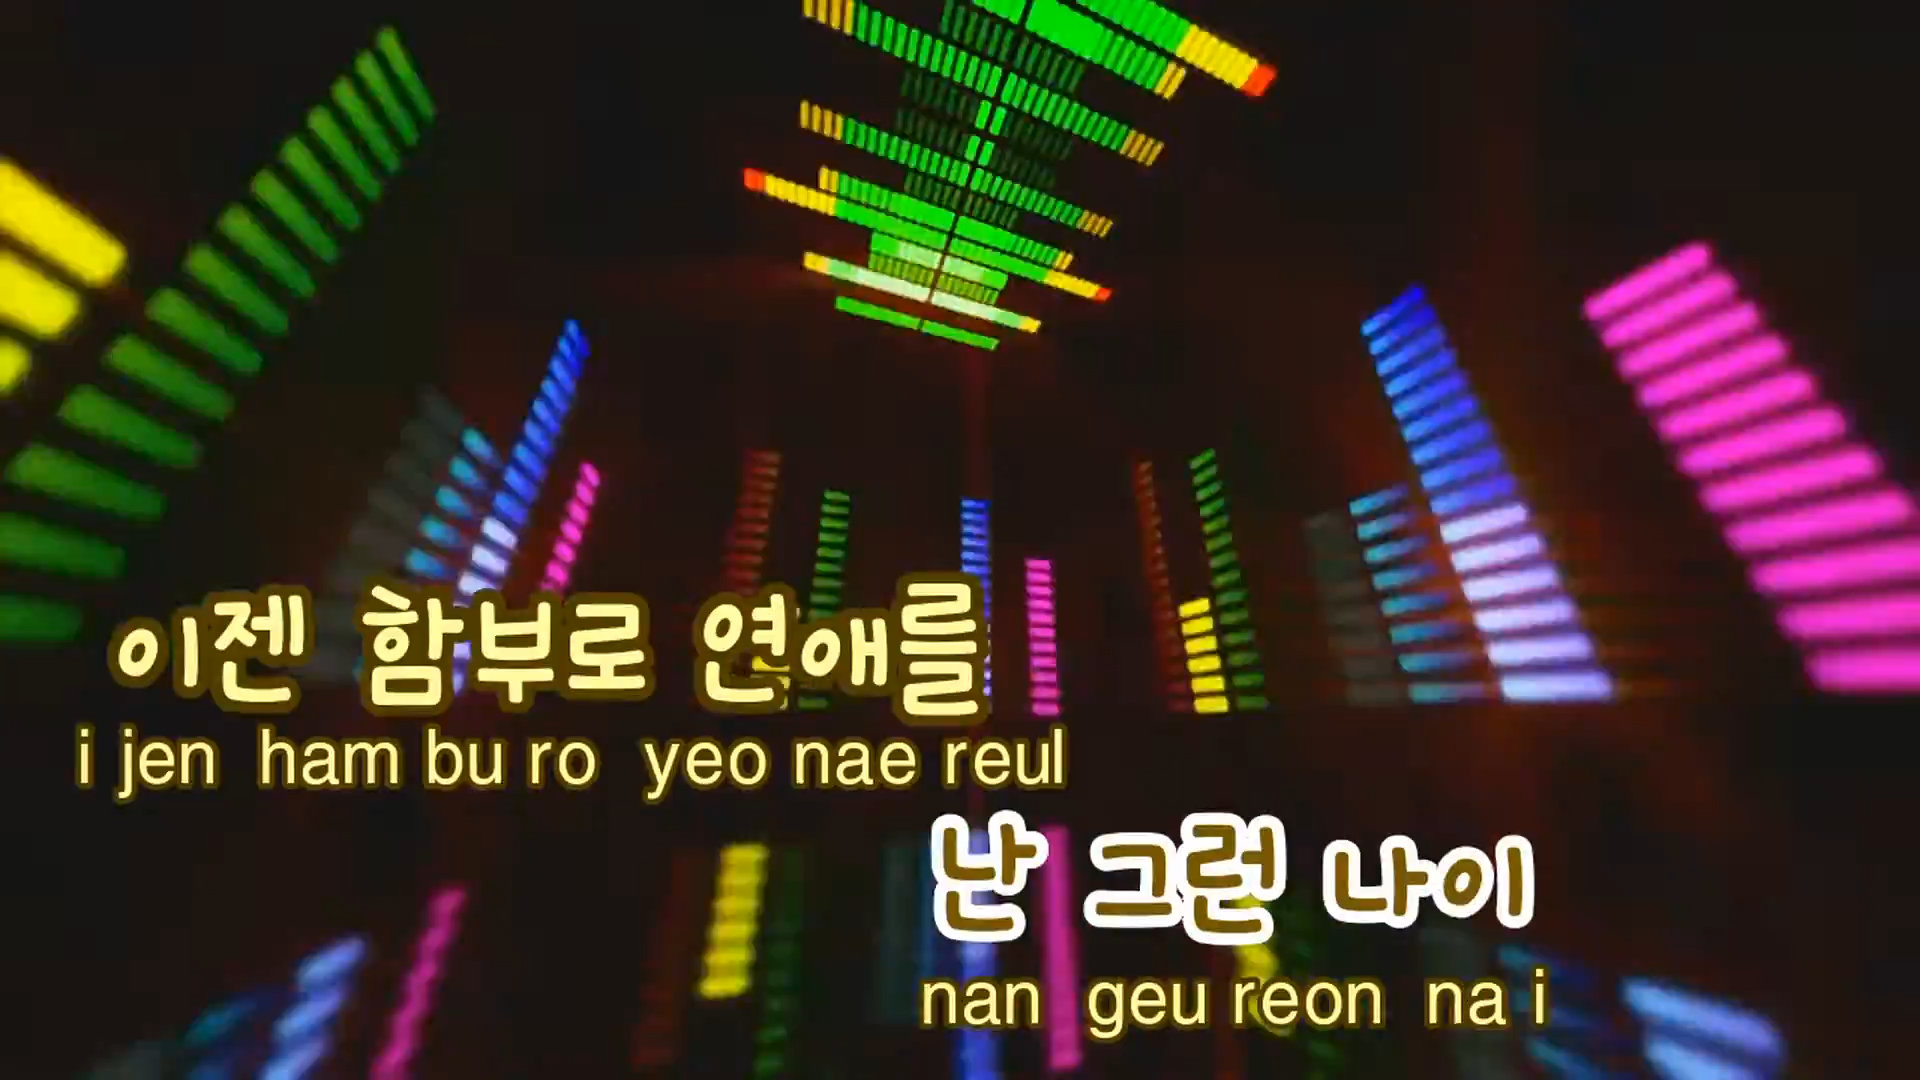 이젠 함부로 연애를
i jen ham bu ro yeo nae reul
난 그런 나이
nan geu reon na i